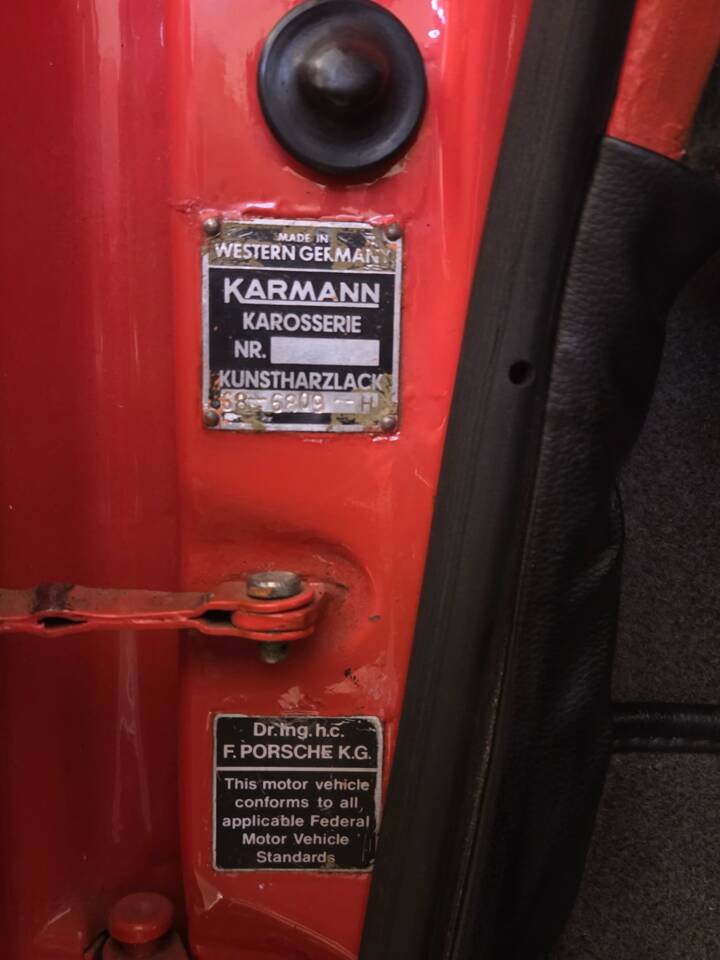 MADE IN
WESTERN GERMANY
KARMANN
KAROSSERIE
NR.
KUNSTHARZLACK
68-6809-H
Dr.Ing.h.c.
F. PORSCHE K.G.
This motor vehicle
conforms to all
applicable Federal
Motor Vehicle
Standards